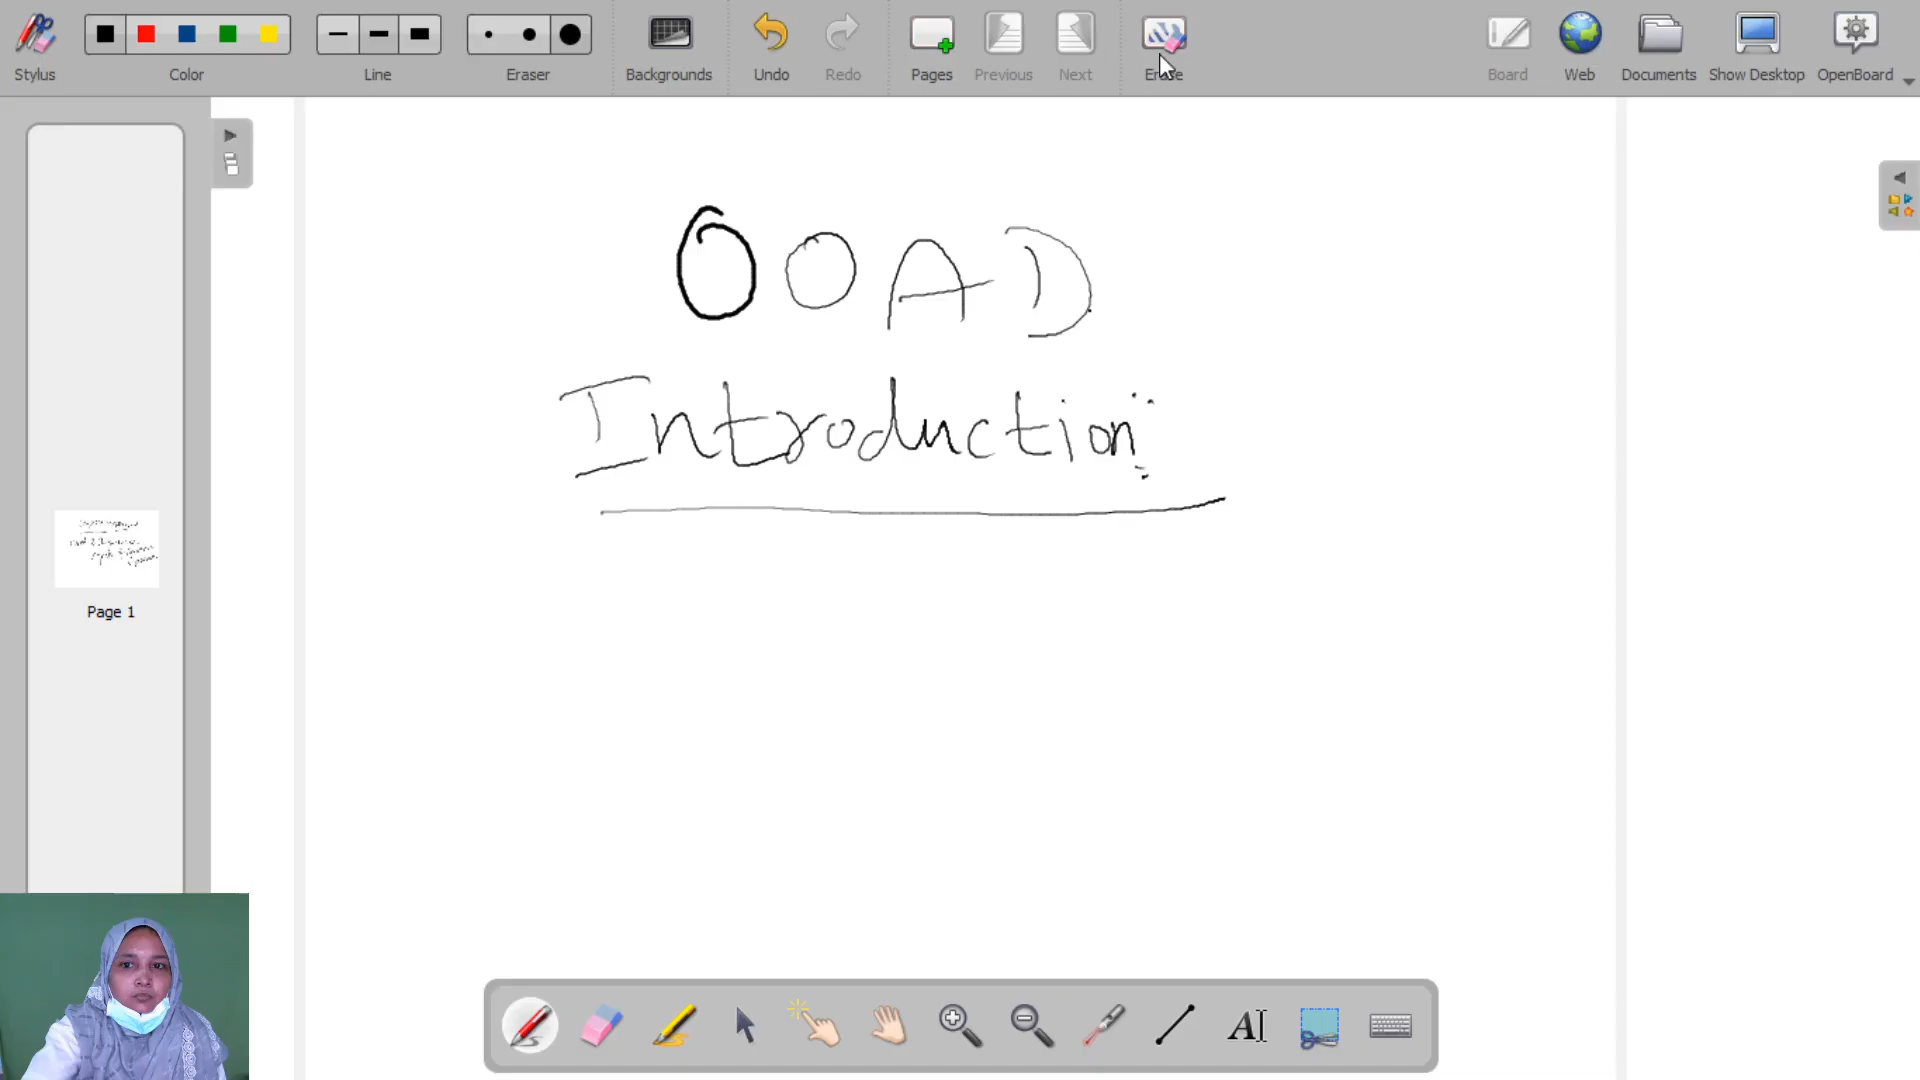 Stylus Color Line Eraser Backgrounds Undo Redo Pages Previous Next Erase Board Web Documents Show Desktop OpenBoard
OOAD
Introduction:
Page 1
AI